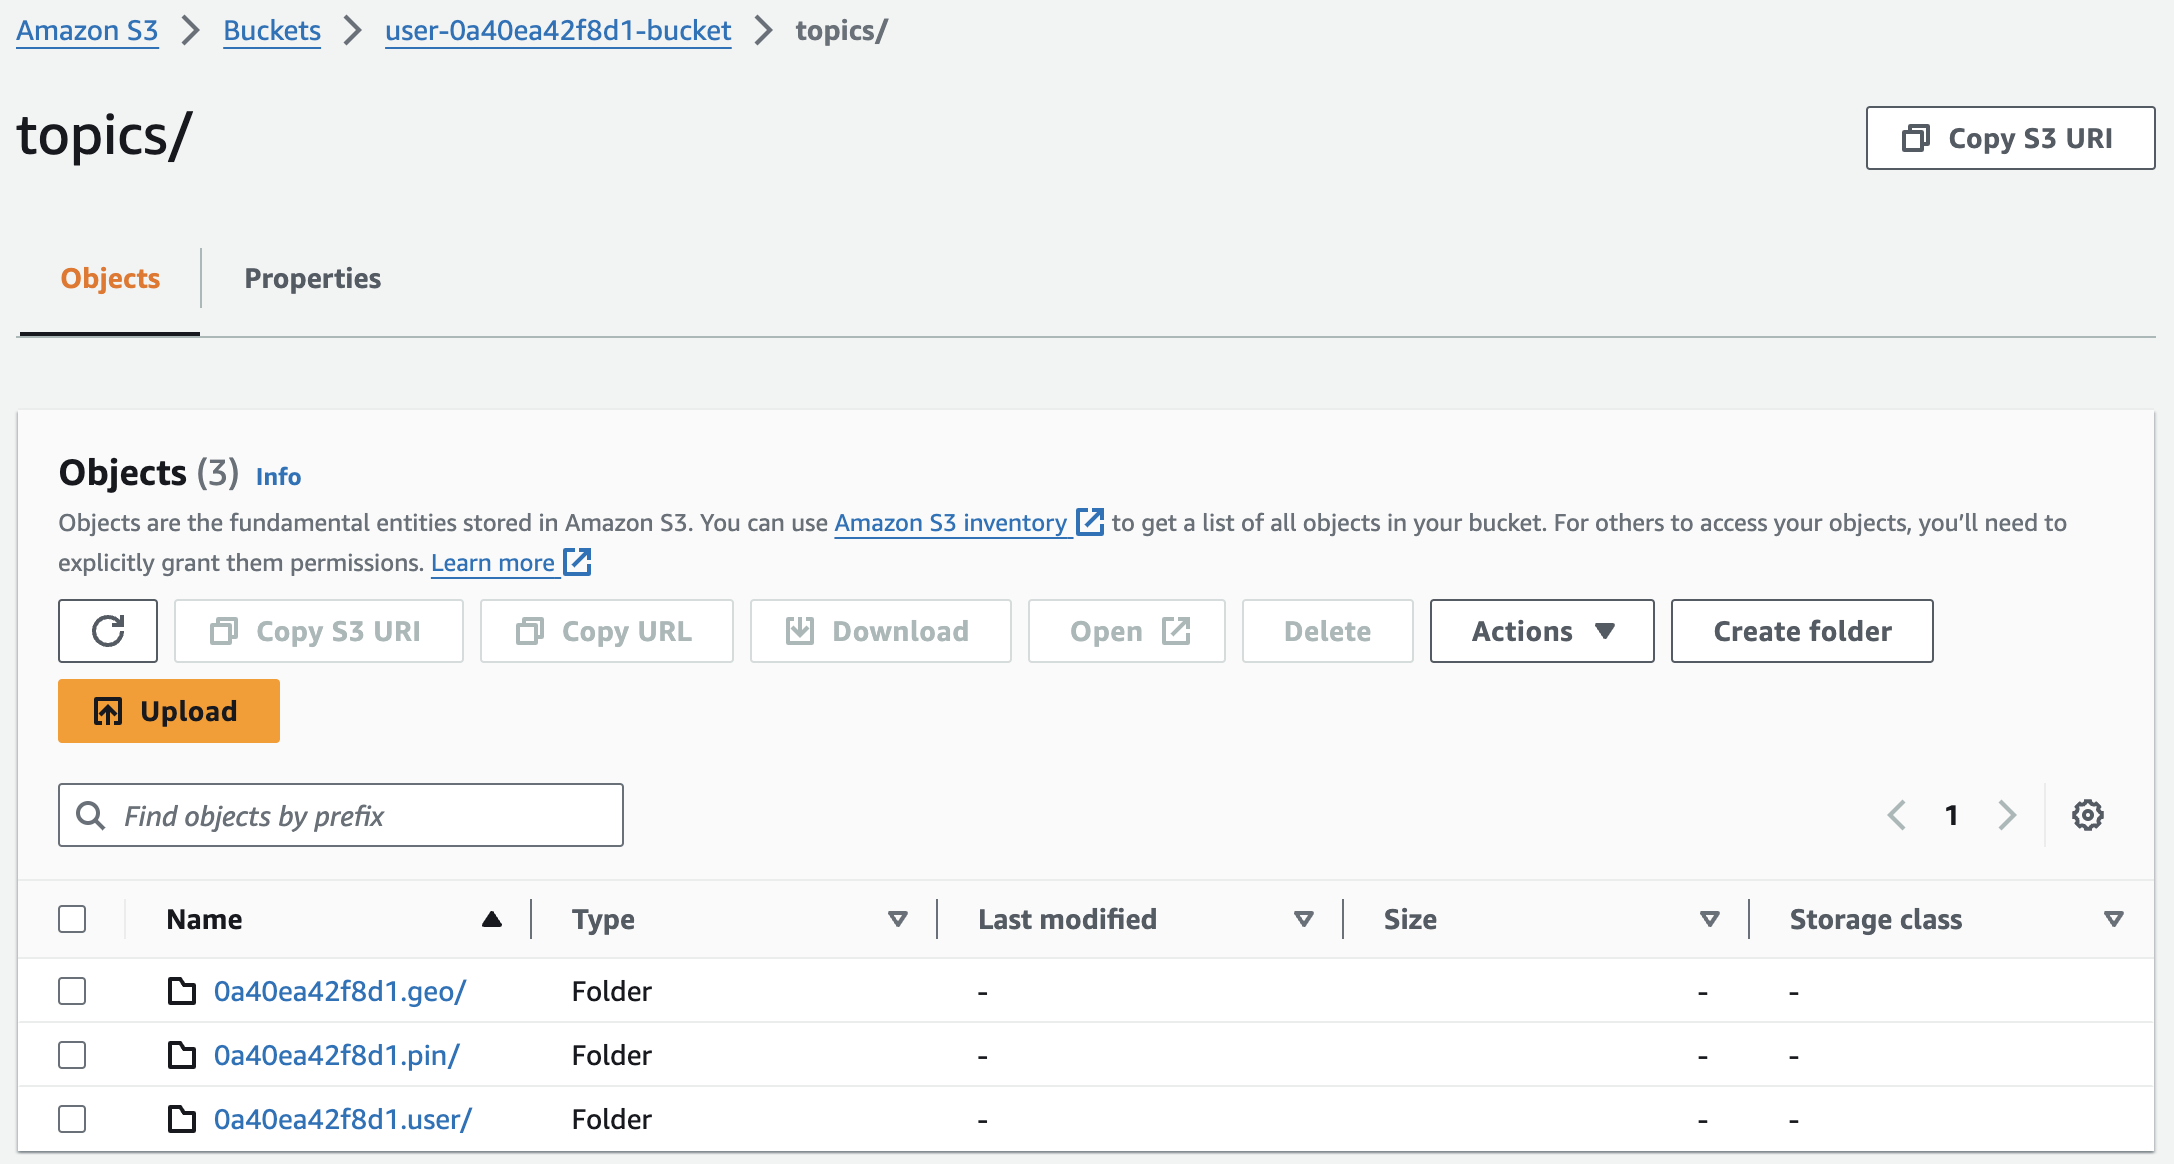 Amazon S3 > Buckets > user-0a40ea42f8d1-bucket > topics/
topics/
Copy S3 URI
Objects
Properties
Objects (3) Info
Objects are the fundamental entities stored in Amazon S3. You can use Amazon S3 inventory to get a list of all objects in your bucket. For others to access your objects, you'll need to
explicitly grant them permissions. Learn more
Copy S3 URI Copy URL Download Open Delete Actions Create folder
Upload
Find objects by prefix
1
Name Type Last modified Size Storage class
0a40ea42f8d1.geo/ Folder - - -
0a40ea42f8d1.pin/ Folder - - -
0a40ea42f8d1.user/ Folder - - -